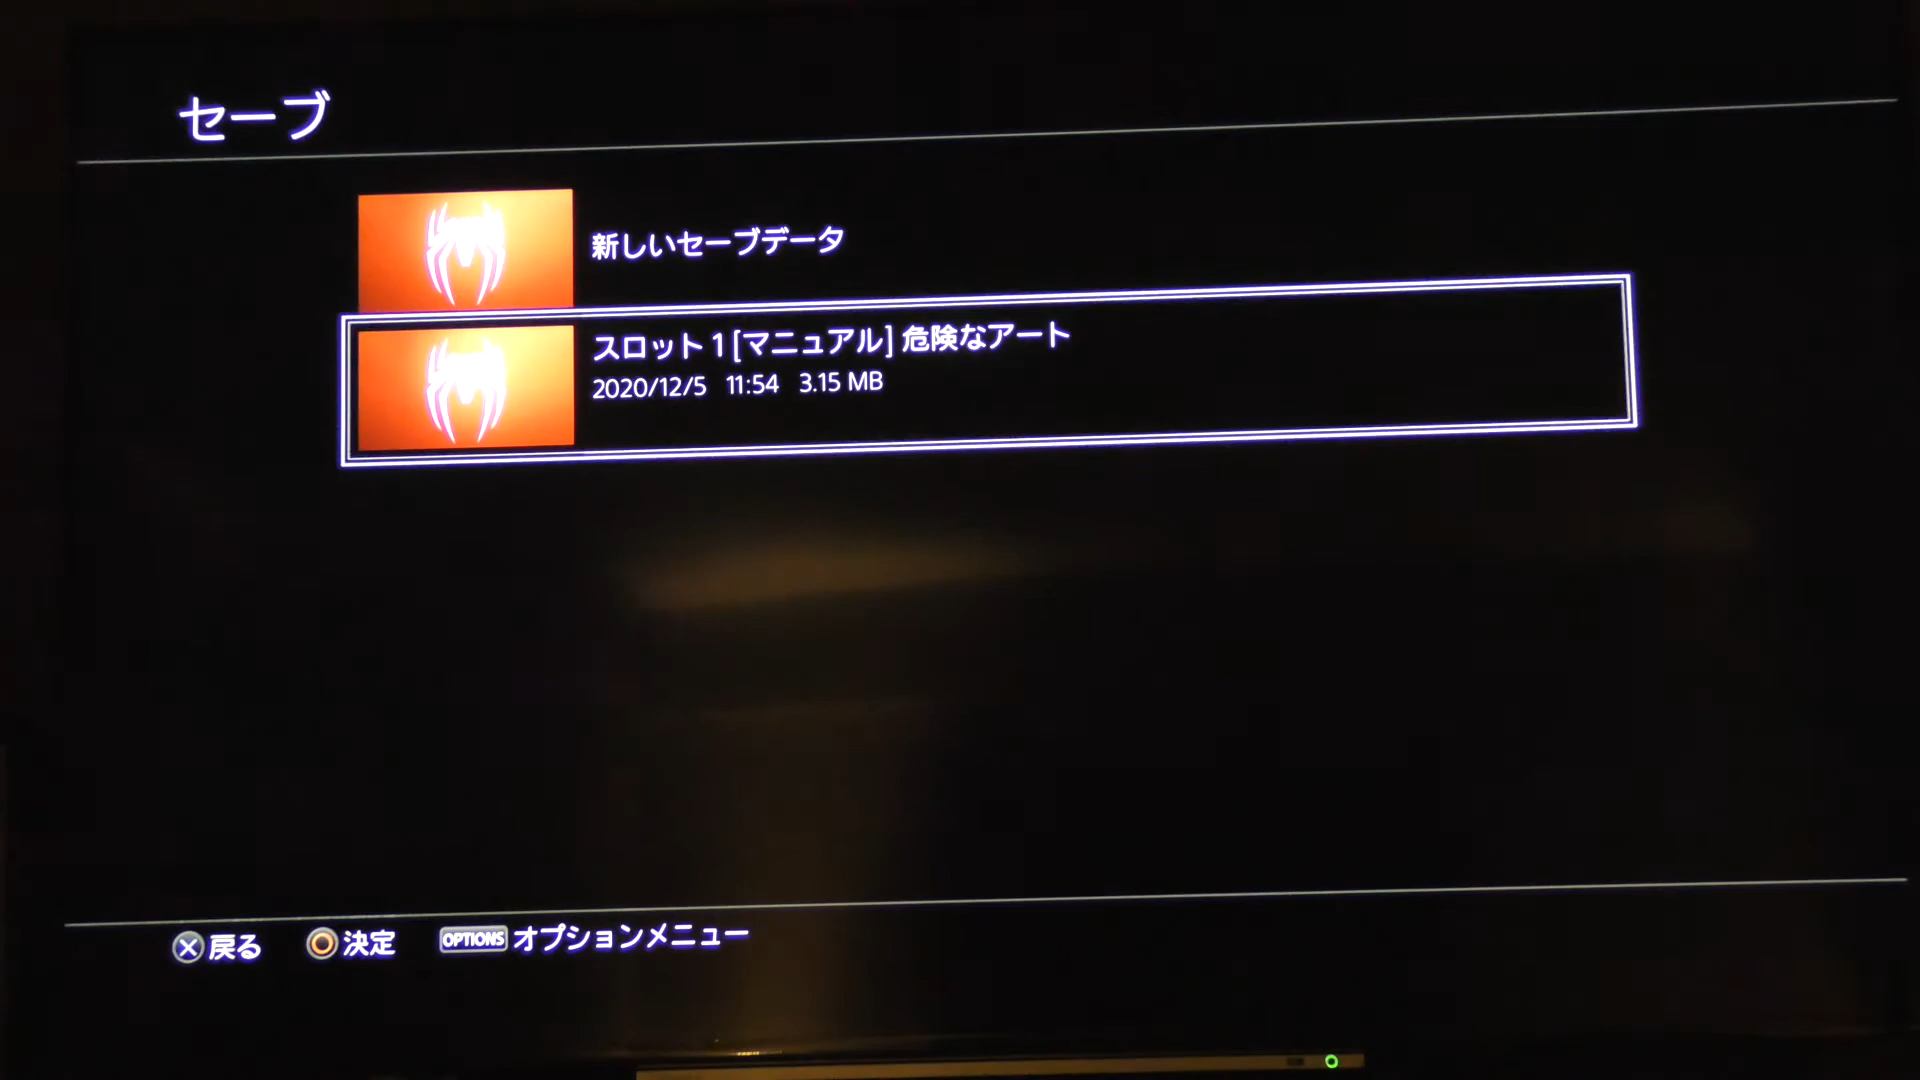 セーブ
新しいセーブデータ
スロット 1 [マニュアル] 危険なアート
2020/12/5 11:54 3.15 MB
戻る 決定 OPTIONS オプションメニュー